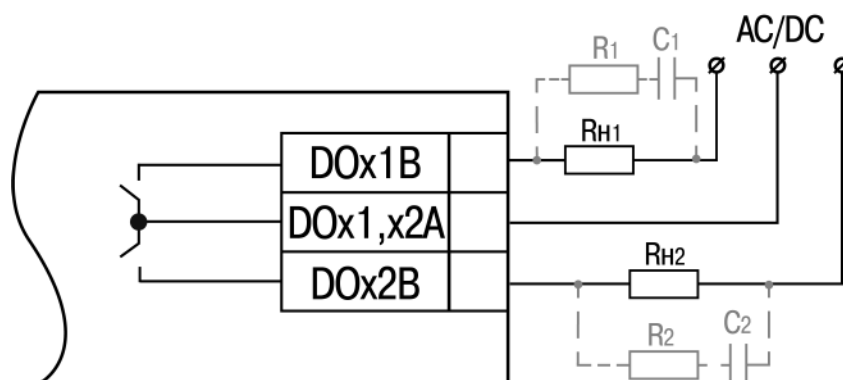 AC/DC
R1
C1
RH1
DOx1B
DOx1,x2A
DOx2B
RH2
R2
C2